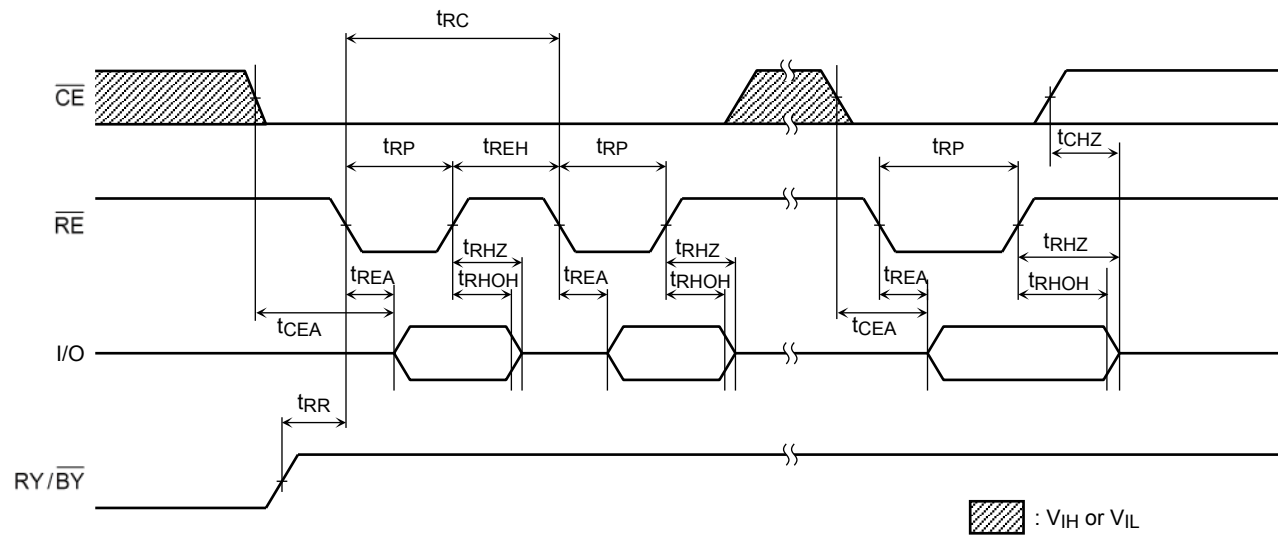 tRC
CE
tRP
tREH
tRP
tRP
tCHZ
RE
tRHZ
tRHZ
tRHZ
tREA
tRHOH
tREA
tRHOH
tREA
tRHOH
tCEA
tCEA
I/O
tRR
RY/BY
: VIH or VIL